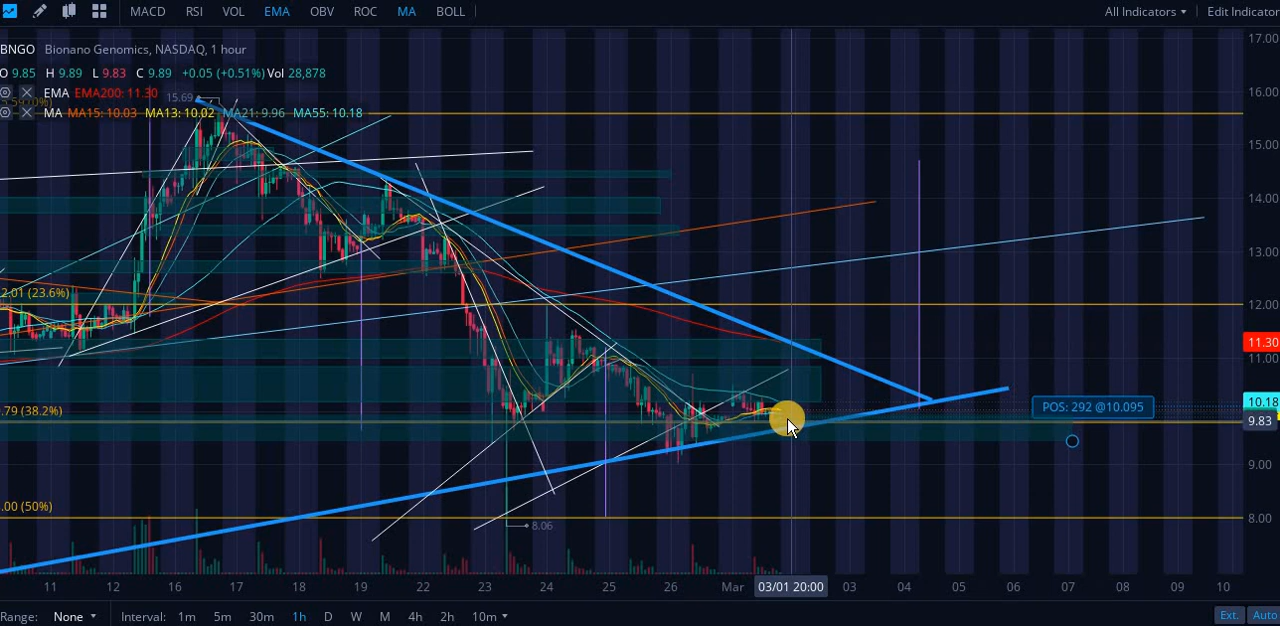 MACD RSI VOL EMA OBV ROC MA BOLL All Indicators Edit Indicator
BNGO Bionano Genomics, NASDAQ, 1 hour
O 9.85 H 9.89 L 9.83 C 9.89 +0.05 (+0.51%) Vol 28,878
EMA EMA200: 11.30
MA MA15: 10.03 MA13: 10.02 MA21: 9.96 MA55: 10.18
15.69
2.01 (23.6%)
.79 (38.2%)
.00 (50%)
8.06
POS: 292 @10.095
17.00
16.00
15.00
14.00
13.00
12.00
11.30
11.00
10.18
9.83
9.00
8.00
11 12 16 17 18 19 22 23 24 25 26 Mar 03/01 20:00 03 04 05 06 07 08 09 10
Range: None Interval: 1m 5m 30m 1h D W M 4h 2h 10m Ext. Auto